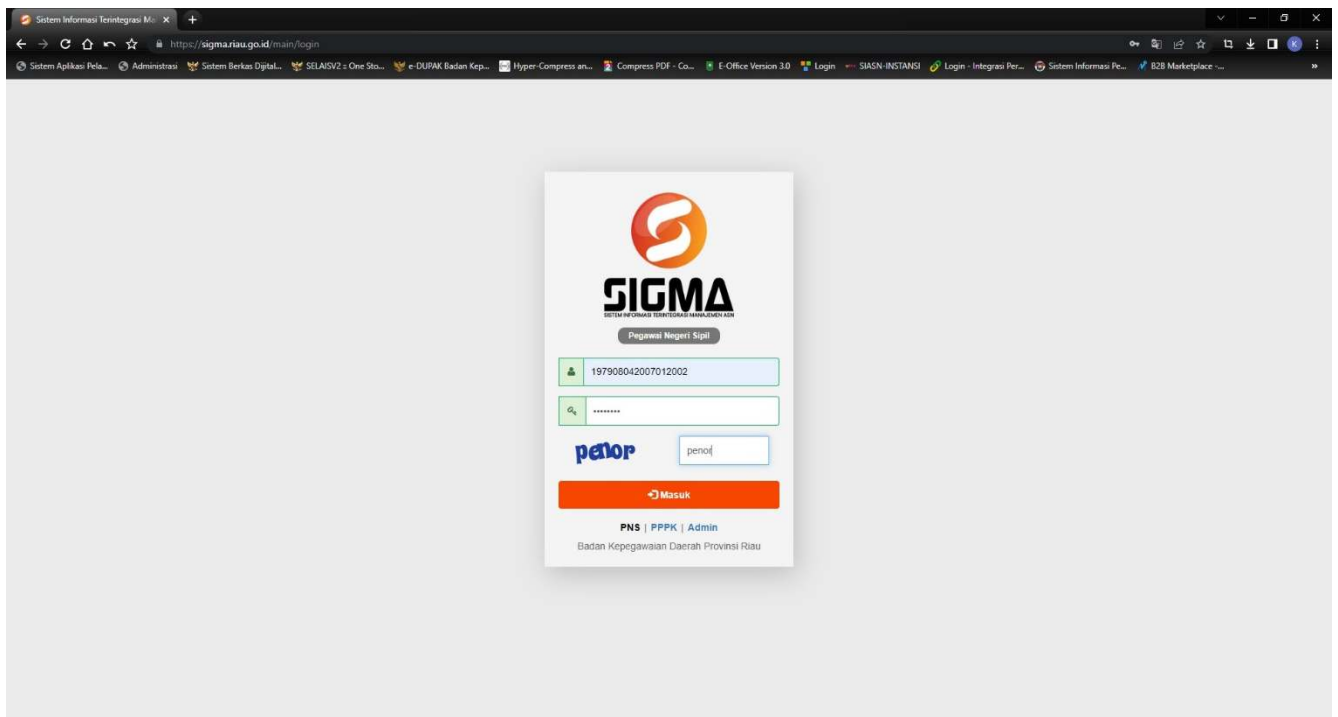 Sistem Informasi Terintegrasi Ma
https://sigma.riau.go.id/main/login
K
Sistem Aplikasi Pela... Administrasi Sistem Berkas Dijital... SELAISV2 :: One Sto... e-DUPAK Badan Kep... Hyper-Compress an... Compress PDF - Co... E-Office Version 3.0 Login SIASN-INSTANSI Login - Integrasi Per... Sistem Informasi Pe... B2B Marketplace -... »
SIGMA
SISTEM INFORMASI TERINTEGRASI MANAJEMEN ASN
Pegawai Negeri Sipil
197908042007012002
••••••••
penor penor
Masuk
PNS | PPPK | Admin
Badan Kepegawaian Daerah Provinsi Riau